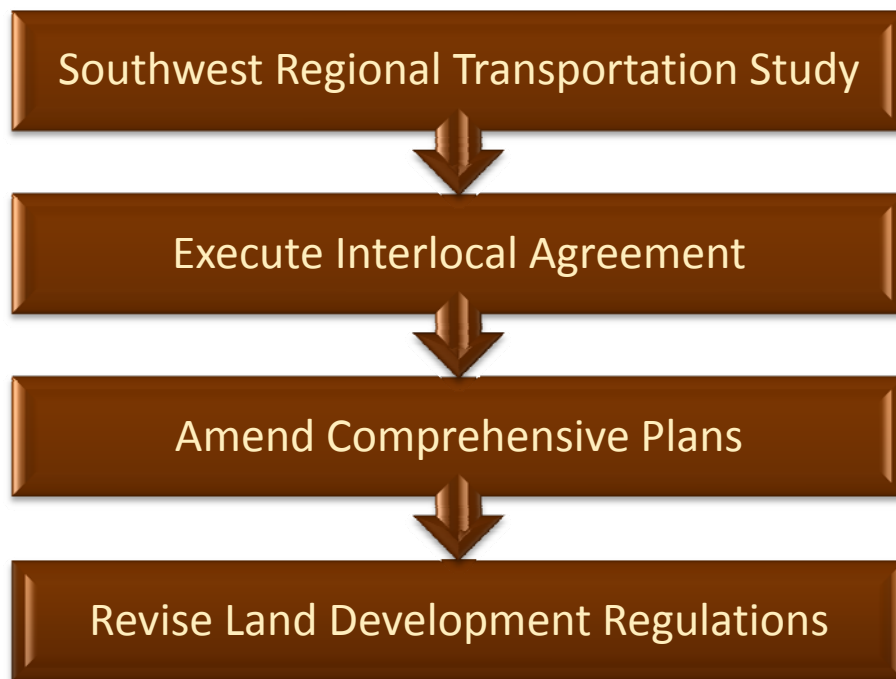 Southwest Regional Transportation Study
Execute Interlocal Agreement
Amend Comprehensive Plans
Revise Land Development Regulations